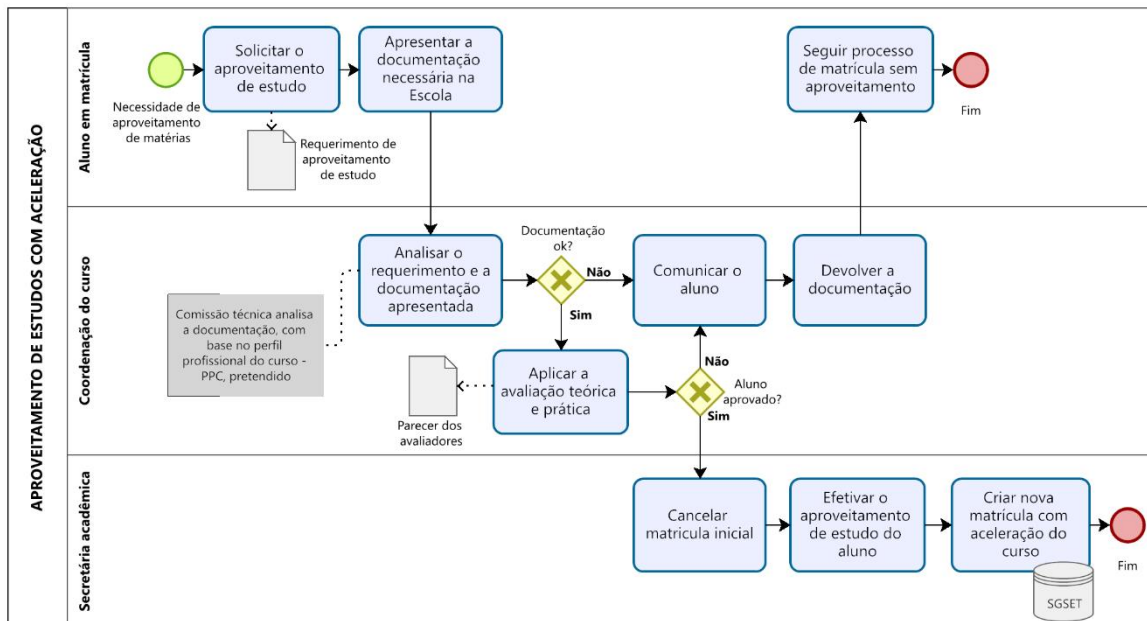 APROVEITAMENTO DE ESTUDOS COM ACELERAÇÃO
Aluno em matrícula
Necessidade de
aproveitamento
de matérias
Solicitar o
aproveitamento
de estudo
Requerimento de
aproveitamento
de estudo
Apresentar a
documentação
necessária na
Escola
Seguir processo
de matrícula sem
aproveitamento
Fim
Coordenação do curso
Comissão técnica analisa
a documentação, com
base no perfil
profissional do curso -
PPC, pretendido
Analisar o
requerimento e a
documentação
apresentada
Documentação
ok?
Não
Sim
Comunicar o
aluno
Devolver a
documentação
Parecer dos
avaliadores
Aplicar a
avaliação teórica
e prática
Não
Aluno
aprovado?
Sim
Secretária acadêmica
Cancelar
matricula inicial
Efetivar o
aproveitamento
de estudo do
aluno
Criar nova
matrícula com
aceleração do
curso
SGSET
Fim